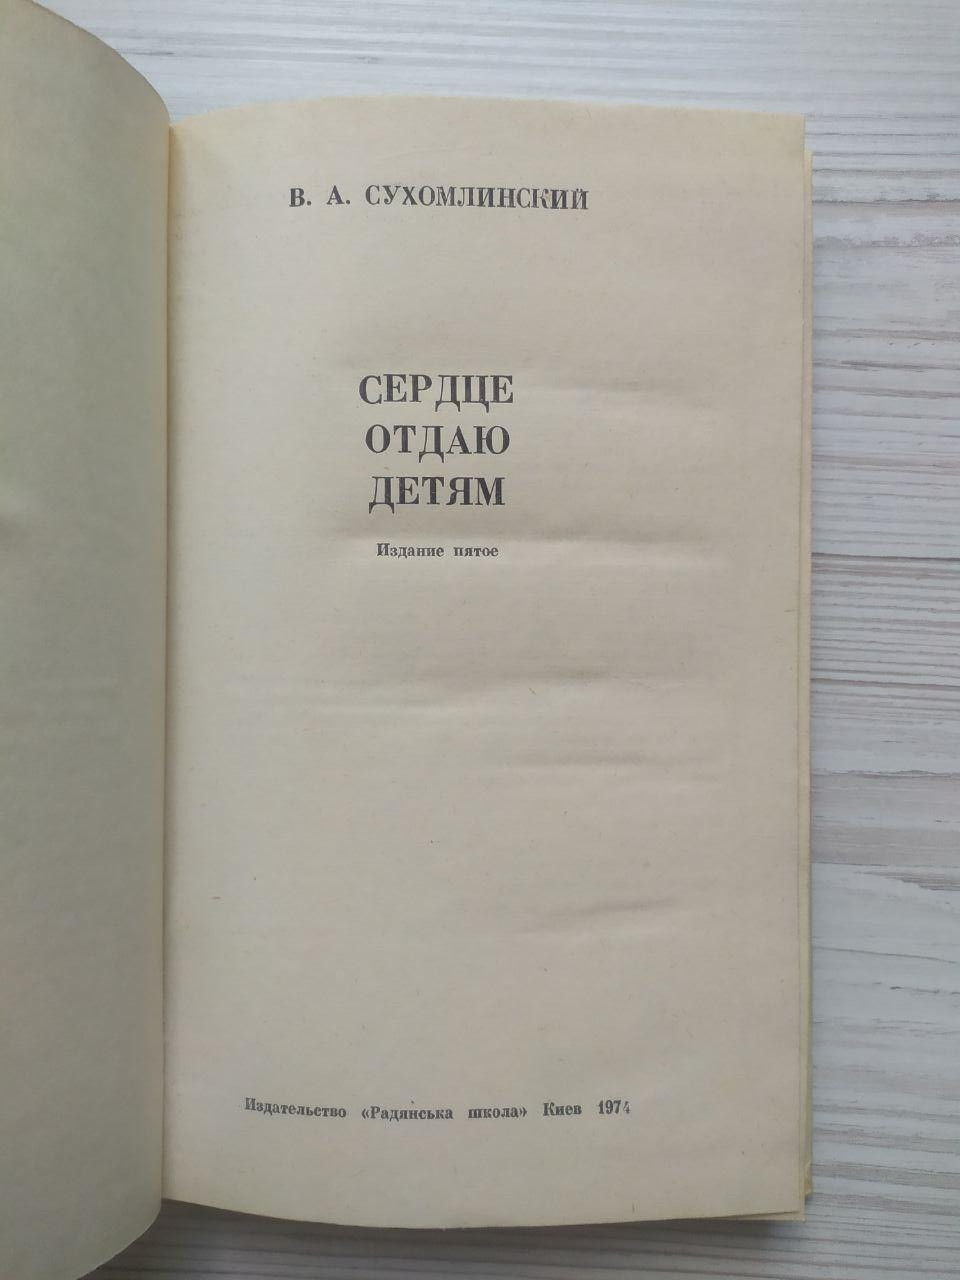 В. А. СУХОМЛИНСКИЙ
СЕРДЦЕ
ОТДАЮ
ДЕТЯМ
Издание пятое
Издательство «Радянська школа» Киев 1974